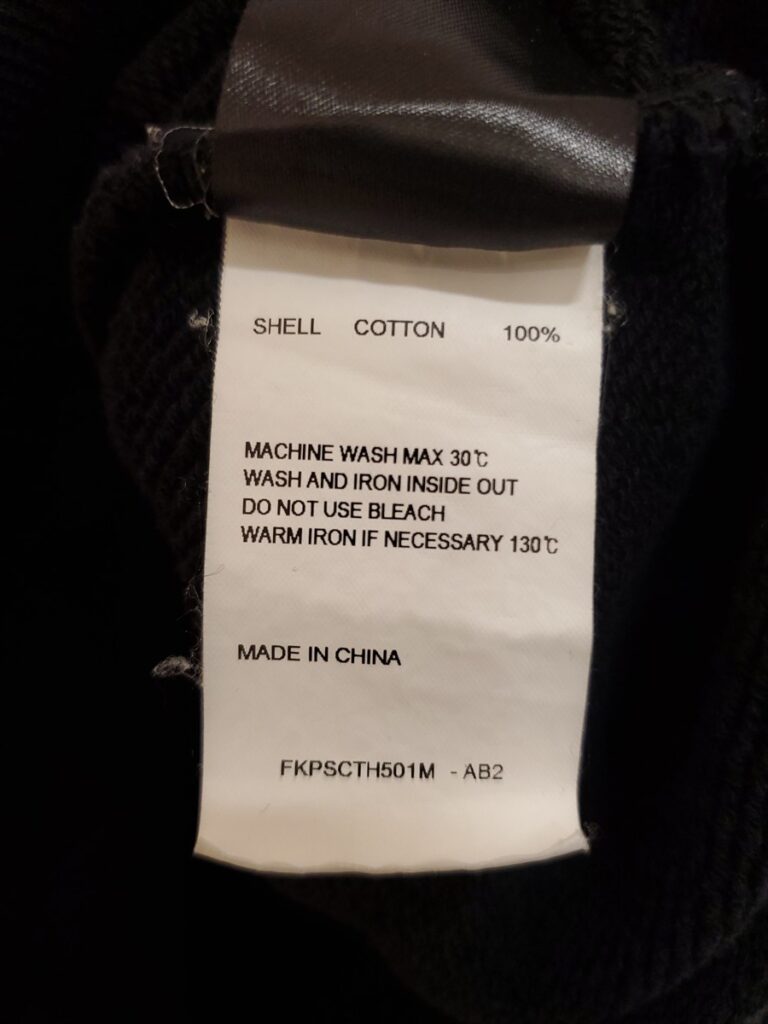 SHELL COTTON 100%
MACHINE WASH MAX 30℃
WASH AND IRON INSIDE OUT
DO NOT USE BLEACH
WARM IRON IF NECESSARY 130℃
MADE IN CHINA
FKPSCTH501M - AB2